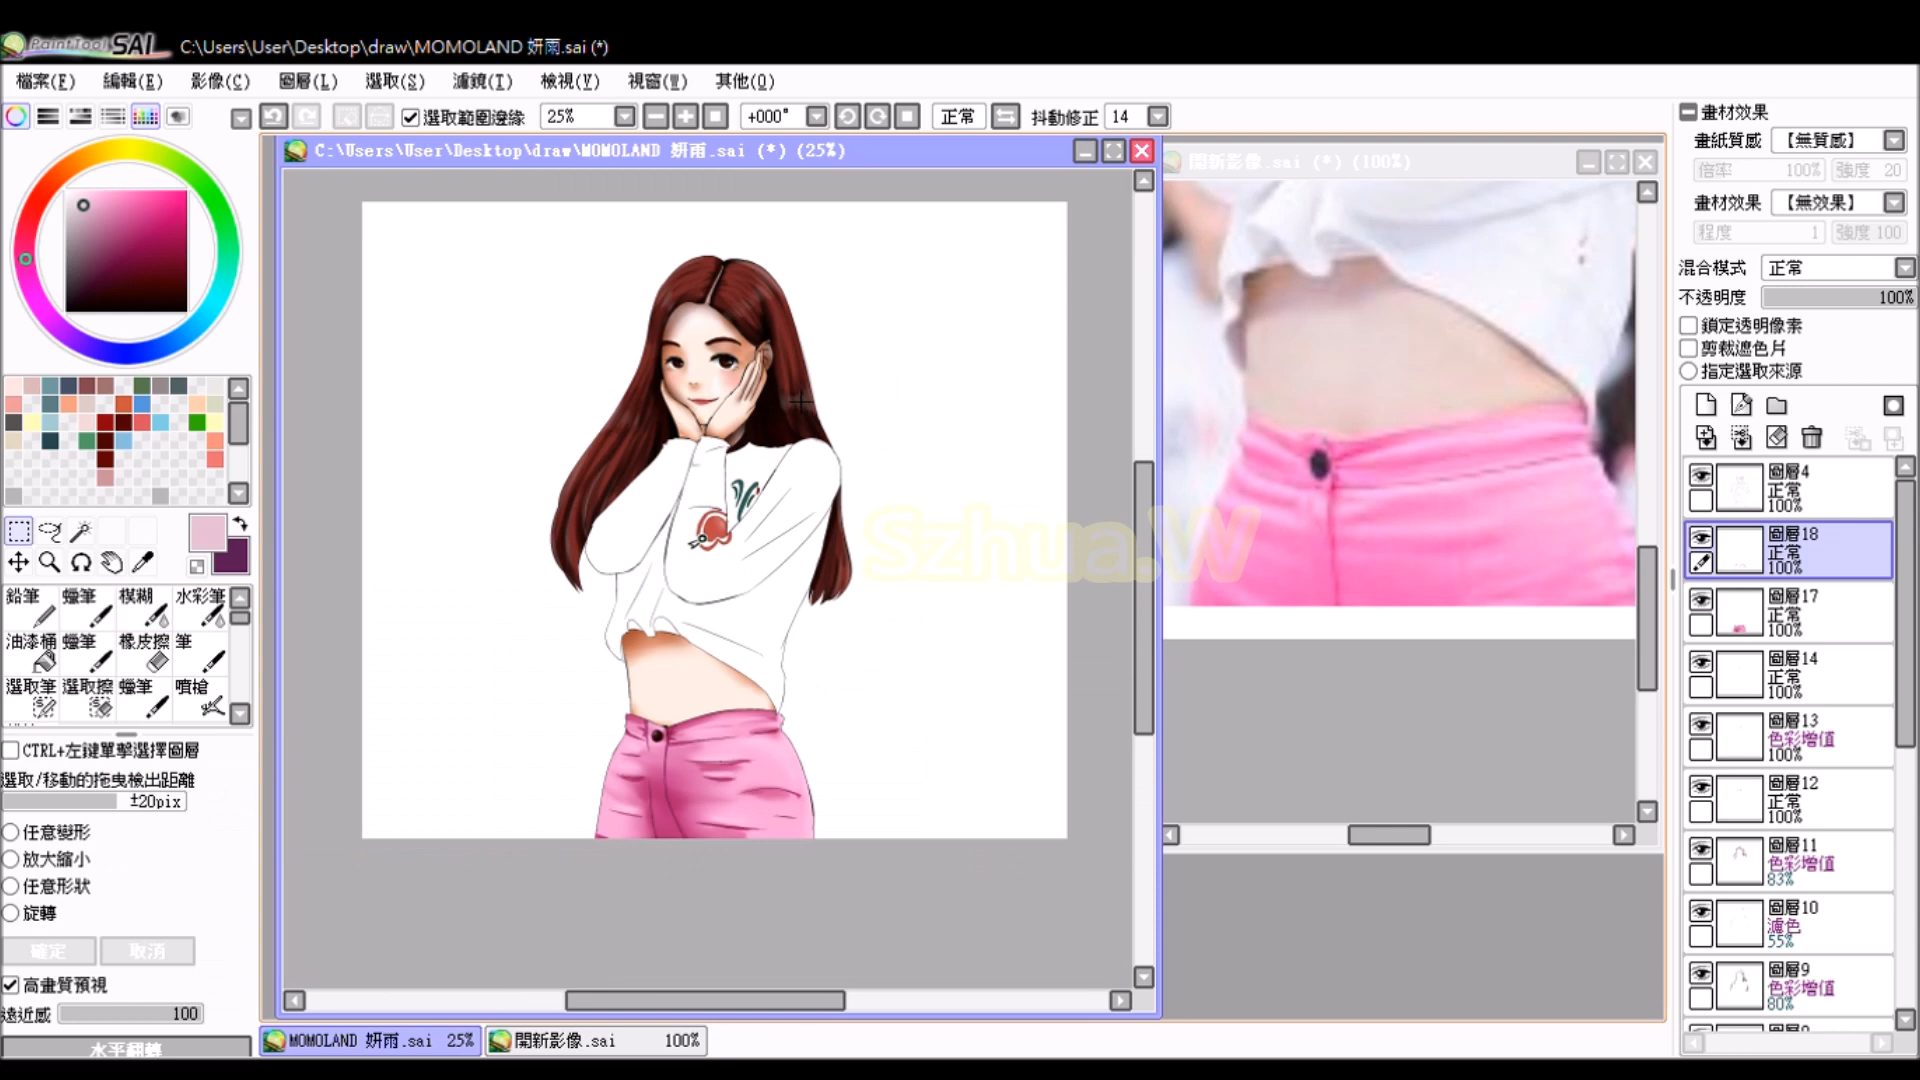 PaintTool SAI C:\Users\User\Desktop\draw\MOMOLAND 妍雨.sai (*)
檔案(F) 編輯(E) 影像(C) 圖層(L) 選取(S) 濾鏡(T) 檢視(V) 視窗(W) 其他(O)
選取範圍邊緣 25% +000° 正常 抖動修正 14
C:\Users\User\Desktop\draw\MOMOLAND 妍雨.sai (*) (25%)
開新影像.sai (*) (100%)
畫材效果
畫紙質感 【無質感】
倍率 100% 強度 20
畫材效果 【無效果】
程度 1 強度 100
混合模式 正常
不透明度 100%
鎖定透明像素
剪裁遮色片
指定選取來源
圖層4
正常
100%
圖層18
正常
100%
圖層17
正常
100%
圖層14
正常
100%
圖層13
色彩增值
100%
圖層12
正常
100%
圖層11
色彩增值
83%
圖層10
濾色
55%
圖層9
色彩增值
80%
Szhua.W
鉛筆 蠟筆 模糊 水彩筆
油漆桶 蠟筆 橡皮擦 筆
選取筆 選取擦 蠟筆 噴槍
CTRL+左鍵單擊選擇圖層
選取/移動的拖曳檢出距離
±20pix
任意變形
放大縮小
任意形狀
旋轉
確定 取消
高畫質預視
遠近感 100
水平翻轉
MOMOLAND 妍雨.sai 25% 開新影像.sai 100%